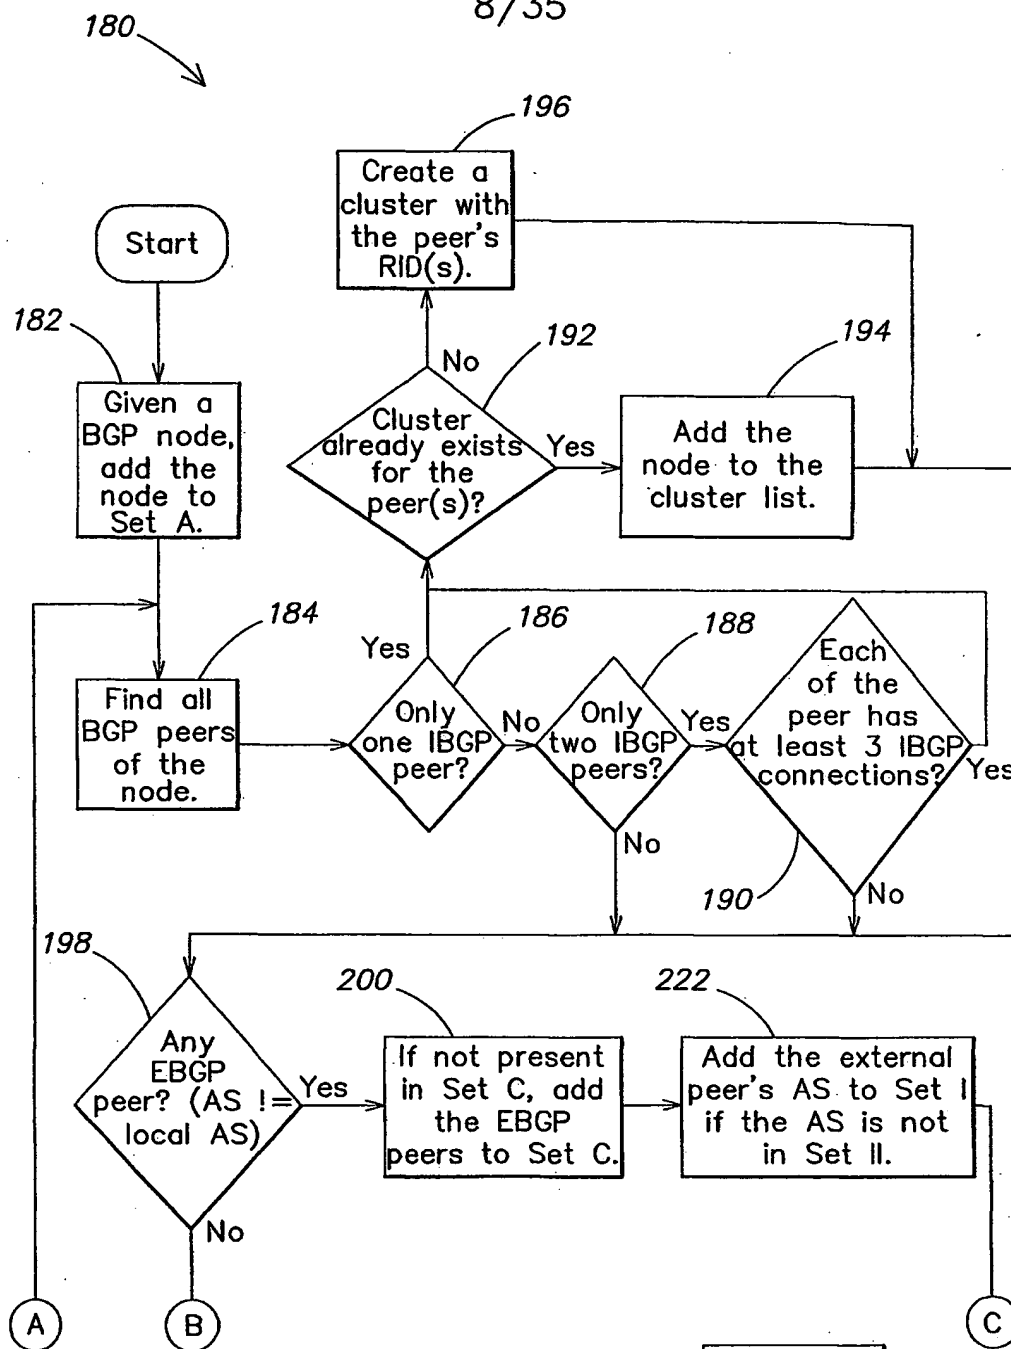 8/35
180
196
Create a
cluster with
the peer's
RID(s).
Start
182
192
194
No
Given a
BGP node,
add the
node to
Set A.
Cluster
already exists
for the
peer(s)?
Yes
Add the
node to the
cluster list.
184
186
188
Yes
Find all
BGP peers
of the
node.
Only
one IBGP
peer?
No
Only
two IBGP
peers?
Yes
Each
of the
peer has
at least 3 IBGP
connections?
Yes
No
190
No
198
200
222
Any
EBGP
peer? (AS !=
local AS)
Yes
If not present
in Set C, add
the EBGP
peers to Set C.
Add the external
peer's AS to Set I
if the AS is not
in Set II.
No
A
B
C